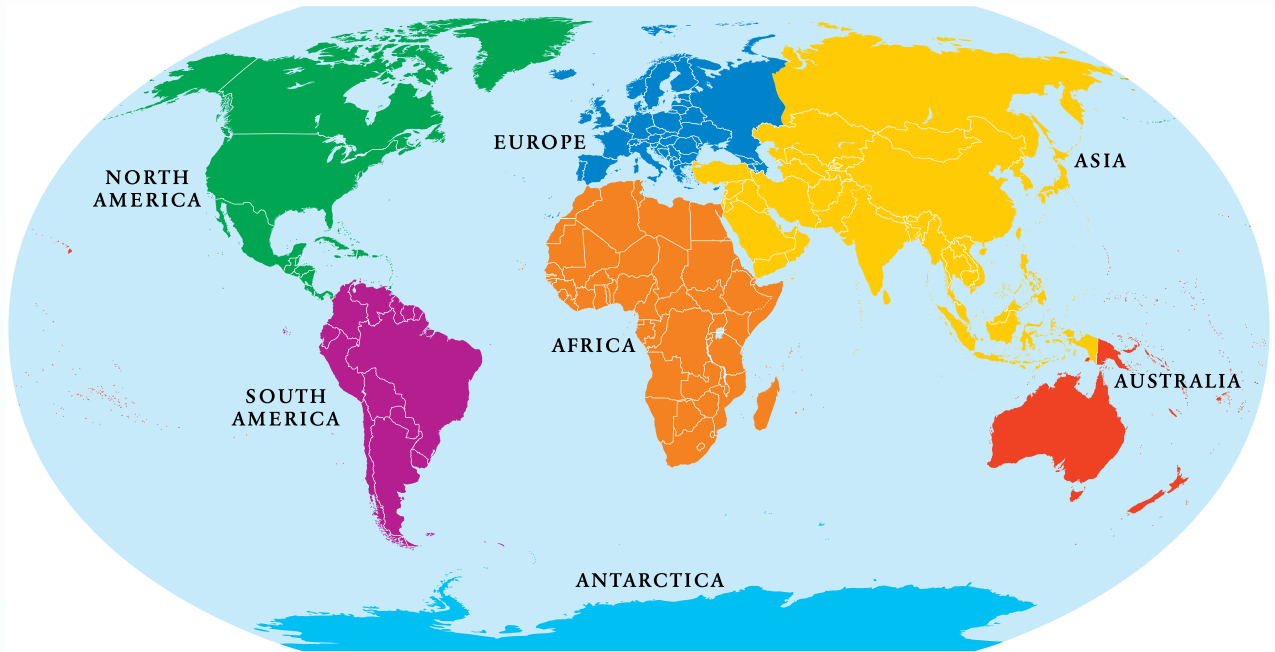 EUROPE
ASIA
NORTH
AMERICA
AFRICA
AUSTRALIA
SOUTH
AMERICA
ANTARCTICA